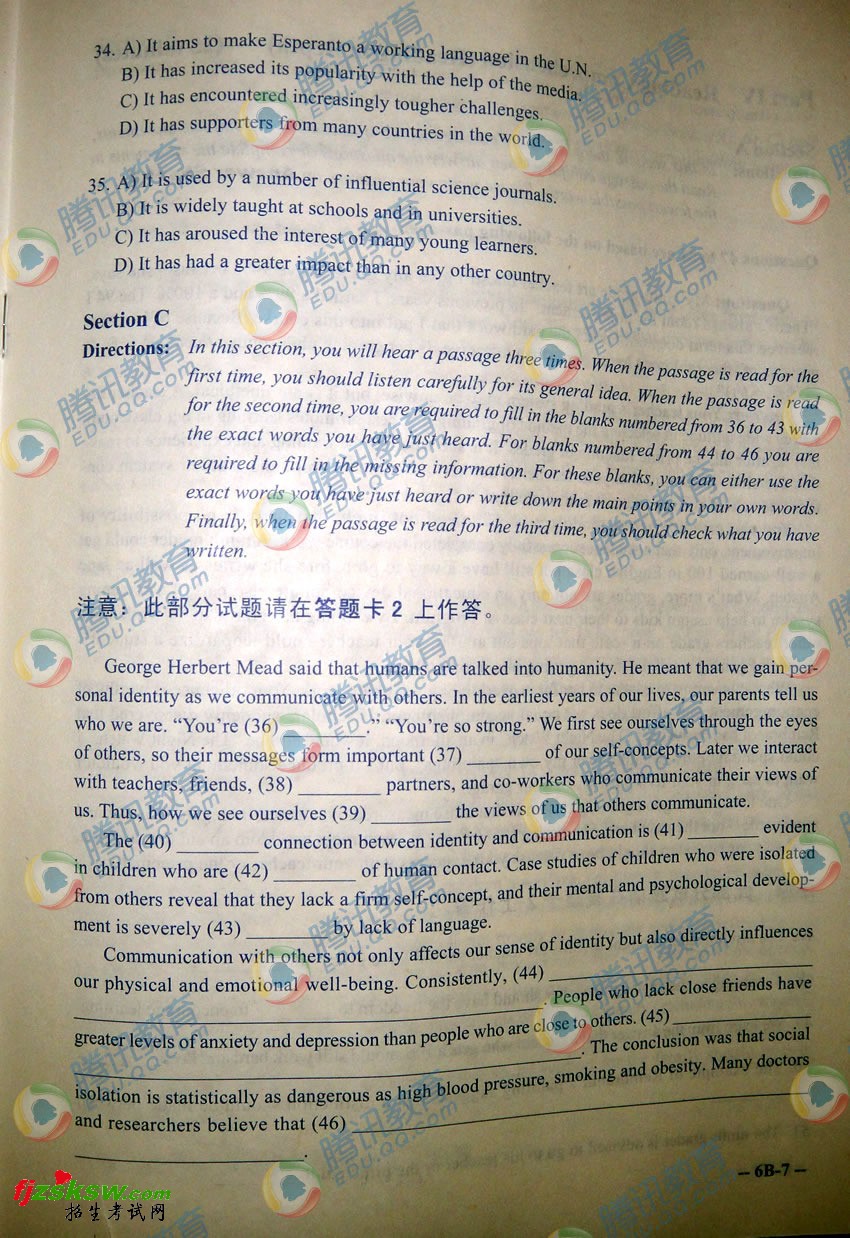 34. A) It aims to make Esperanto a working language in the U.N.
B) It has increased its popularity with the help of the media.
C) It has encountered increasingly tougher challenges.
D) It has supporters from many countries in the world.
35. A) It is used by a number of influential science journals.
B) It is widely taught at schools and in universities.
C) It has aroused the interest of many young learners.
D) It has had a greater impact than in any other country.
Section C
Directions: In this section, you will hear a passage three times. When the passage is read for the
first time, you should listen carefully for its general idea. When the passage is read
for the second time, you are required to fill in the blanks numbered from 36 to 43 with
the exact words you have just heard. For blanks numbered from 44 to 46 you are
required to fill in the missing information. For these blanks, you can either use the
exact words you have just heard or write down the main points in your own words.
Finally, when the passage is read for the third time, you should check what you have
written.
注意：此部分试题请在答题卡 2 上作答。
George Herbert Mead said that humans are talked into humanity. He meant that we gain per-
sonal identity as we communicate with others. In the earliest years of our lives, our parents tell us
who we are. “You’re (36) ________.” “You’re so strong.” We first see ourselves through the eyes
of others, so their messages form important (37) ________ of our self-concepts. Later we interact
with teachers, friends, (38) ________ partners, and co-workers who communicate their views of
us. Thus, how we see ourselves (39) ________ the views of us that others communicate.
The (40) ________ connection between identity and communication is (41) ________ evident
in children who are (42) ________ of human contact. Case studies of children who were isolated
from others reveal that they lack a firm self-concept, and their mental and psychological develop-
ment is severely (43) ________ by lack of language.
Communication with others not only affects our sense of identity but also directly influences
our physical and emotional well-being. Consistently, (44) ________
________. People who lack close friends have
greater levels of anxiety and depression than people who are close to others. (45) ________
________. The conclusion was that social
isolation is statistically as dangerous as high blood pressure, smoking and obesity. Many doctors
and researchers believe that (46) ________
________.
— 6B-7 —
腾讯教育
EDU.QQ.COM
fjzsksw.com
招生考试网